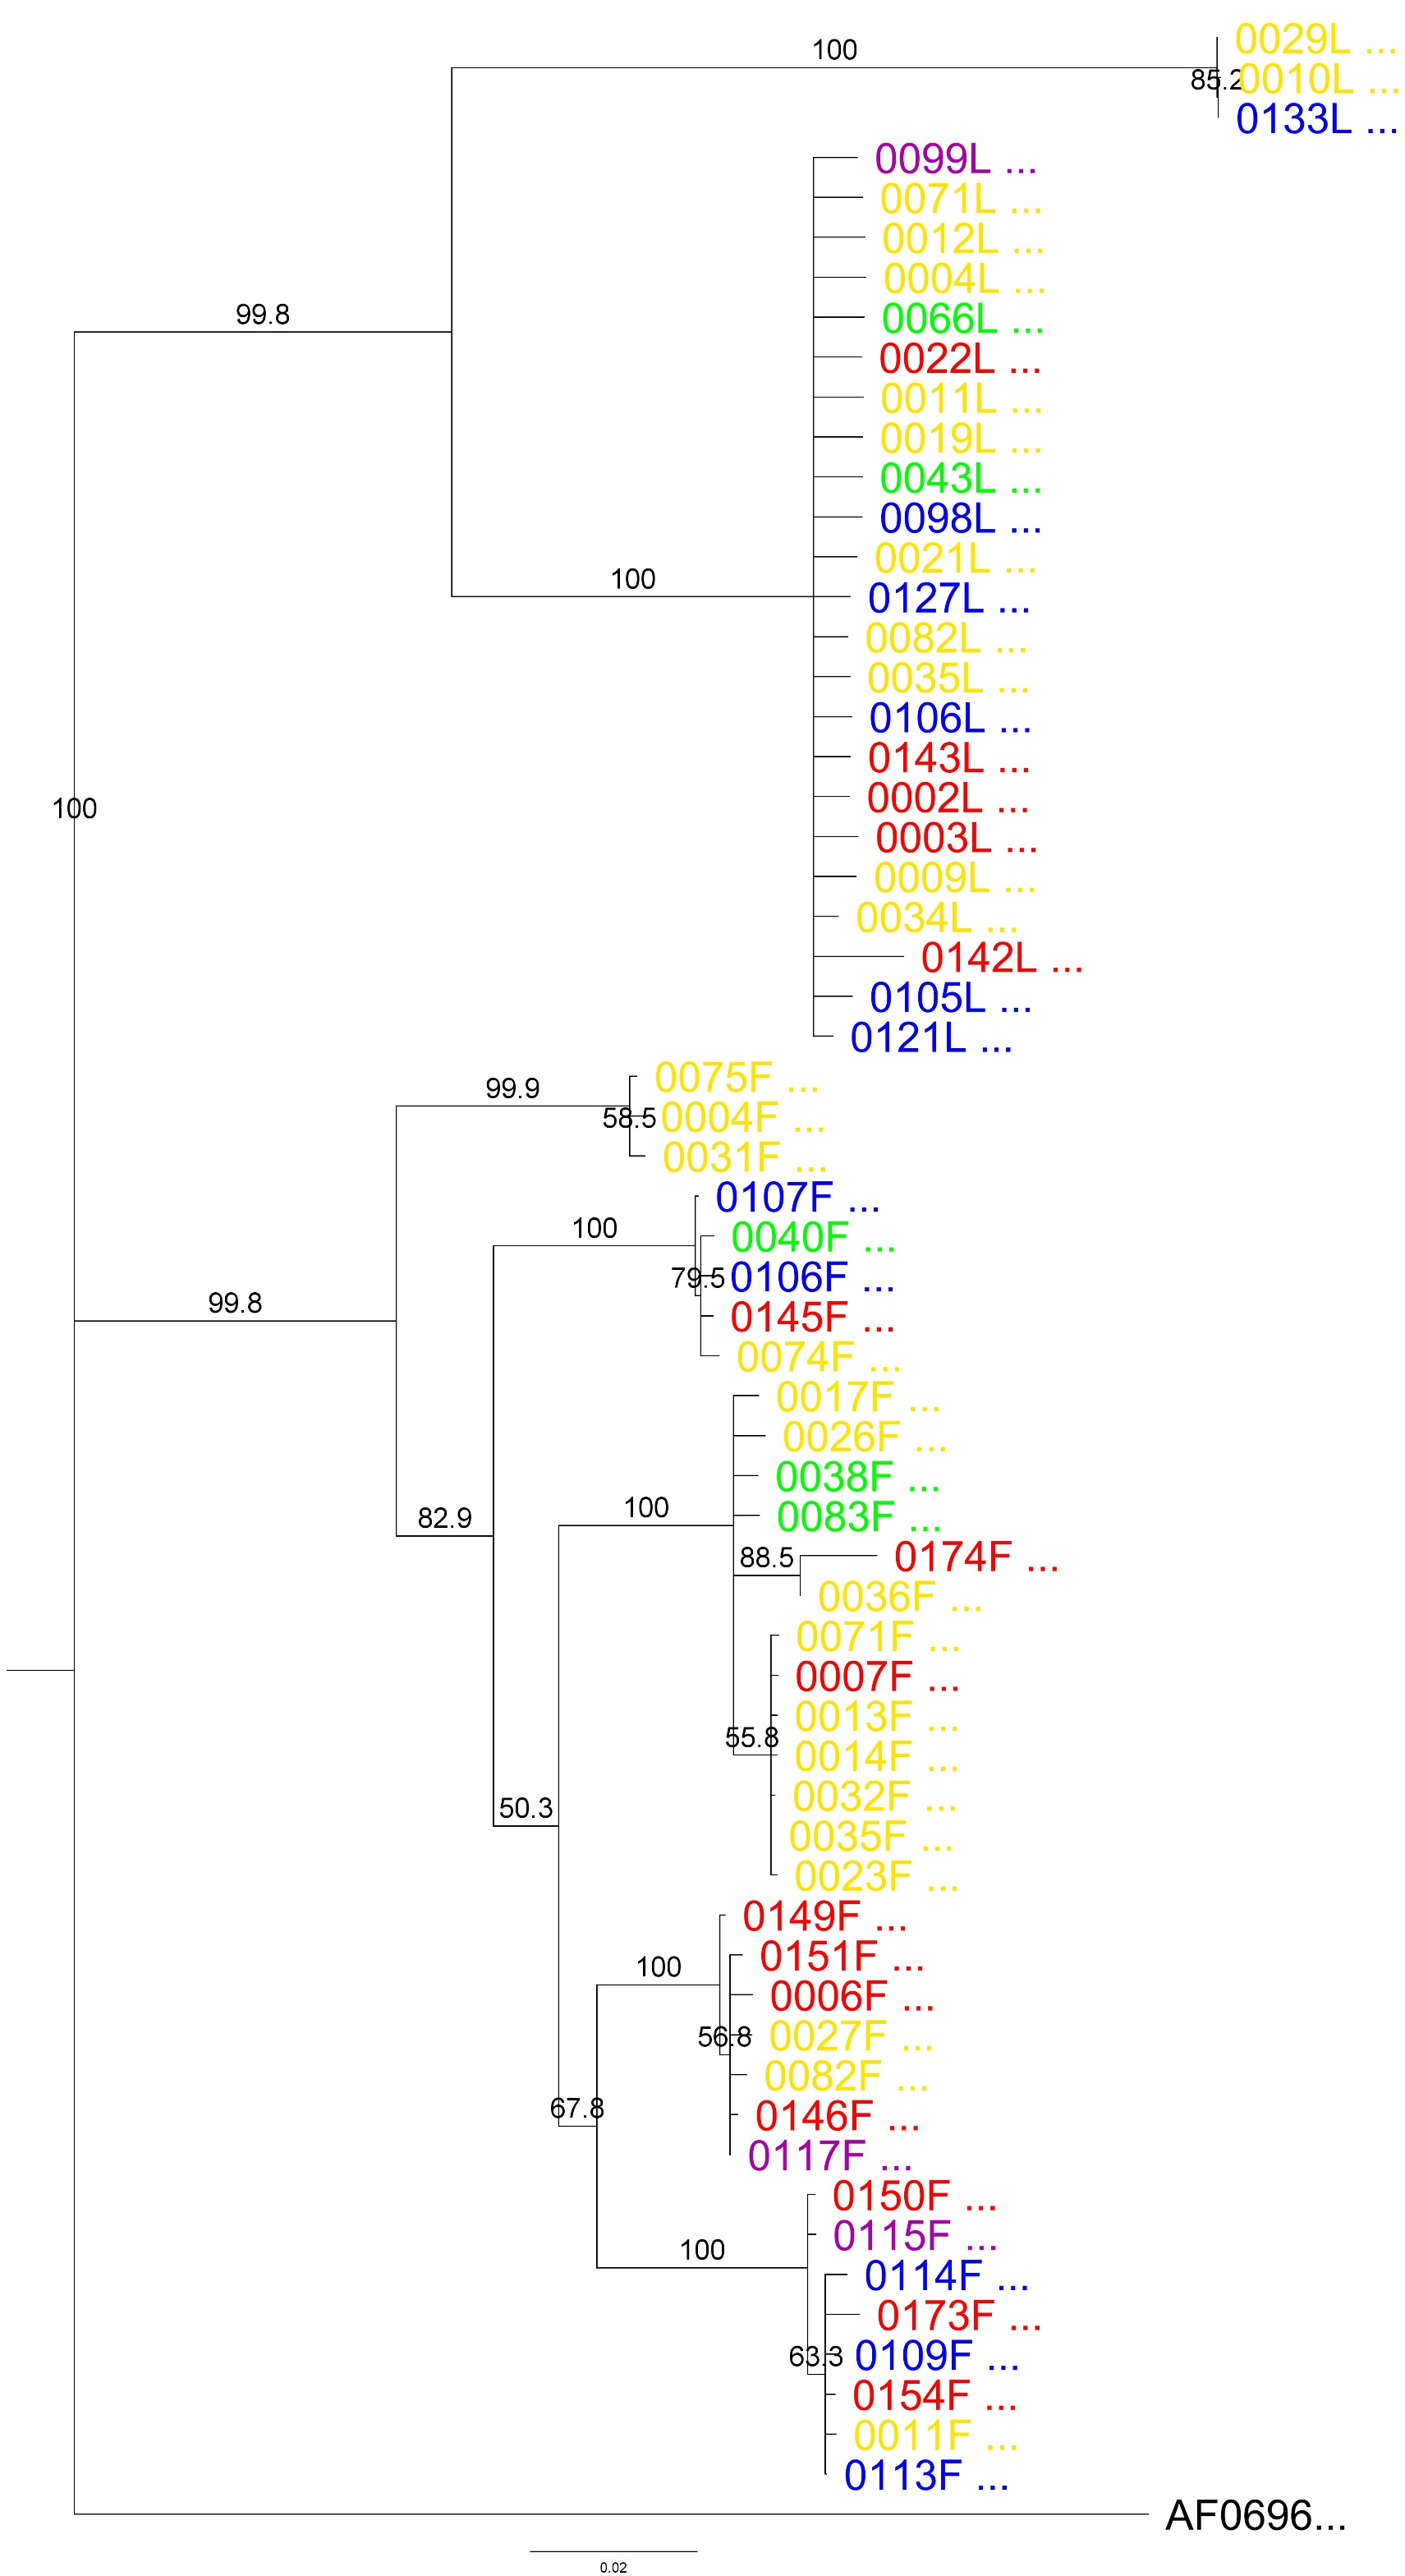 0029L ...
100
85.2
0010L ...
0133L ...
0099L ...
0071L ...
0012L ...
0004L ...
99.8
0066L ...
0022L ...
0011L ...
0019L ...
0043L ...
0098L ...
0021L ...
100
0127L ...
0082L ...
0035L ...
0106L ...
0143L ...
0002L ...
100
0003L ...
0009L ...
0034L ...
0142L ...
0105L ...
0121L ...
0075F ...
99.9
58.5
0004F ...
0031F ...
0107F ...
100
0040F ...
79.5
0106F ...
99.8
0145F ...
0074F ...
0017F ...
0026F ...
0038F ...
100
82.9
0083F ...
88.5
0174F ...
0036F ...
0071F ...
0007F ...
0013F ...
55.8
0014F ...
0032F ...
50.3
0035F ...
0023F ...
0149F ...
0151F ...
100
0006F ...
56.8
0027F ...
0082F ...
67.8
0146F ...
0117F ...
0150F ...
0115F ...
100
0114F ...
0173F ...
63.3
0109F ...
0154F ...
0011F ...
0113F ...
AF0696...
0.02